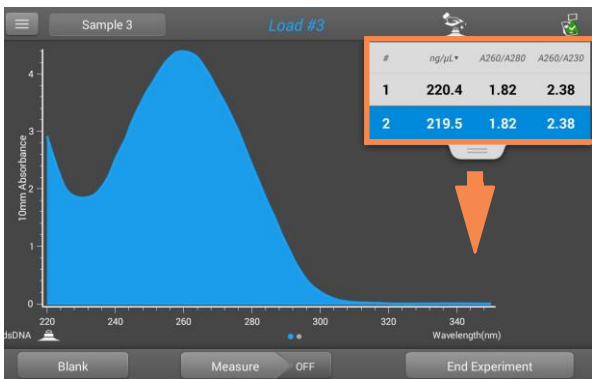 Sample 3 Load #3
# ng/μL▾ A260/A280 A260/A230
1 220.4 1.82 2.38
2 219.5 1.82 2.38
10mm Absorbance
4
3
2
1
0
220 240 260 280 300 320 340
dsDNA Wavelength(nm)
Blank Measure OFF End Experiment